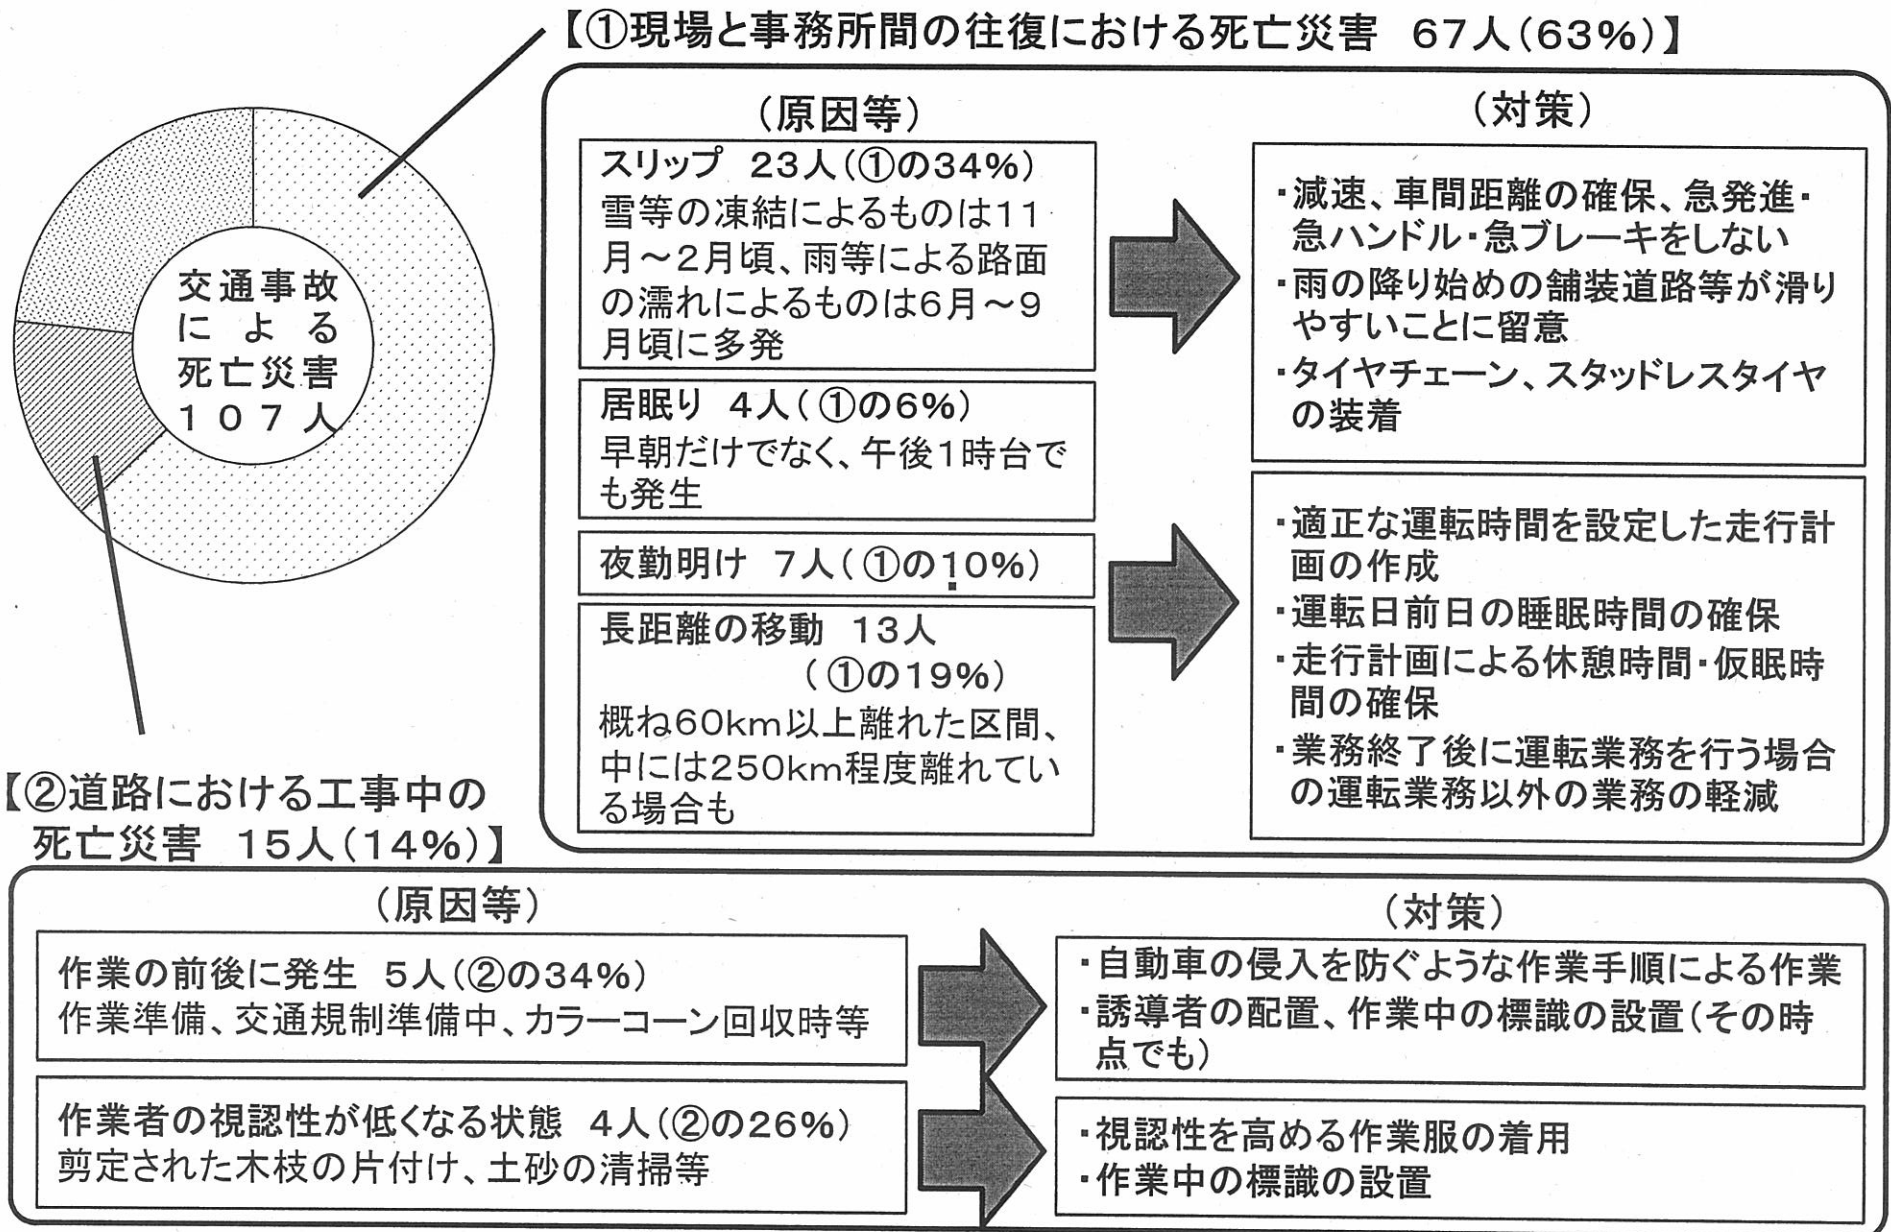 【①現場と事務所間の往復における死亡災害 67人(63%)】
交通事故
による
死亡災害
107人
(原因等)
スリップ 23人(①の34%)
雪等の凍結によるものは11
月～2月頃、雨等による路面
の濡れによるものは6月～9
月頃に多発
居眠り 4人(①の6%)
早朝だけでなく、午後1時台で
も発生
夜勤明け 7人(①の10%)
長距離の移動 13人
(①の19%)
概ね60km以上離れた区間、
中には250km程度離れてい
る場合も
(対策)
・減速、車間距離の確保、急発進・
急ハンドル・急ブレーキをしない
・雨の降り始めの舗装道路等が滑り
やすいことに留意
・タイヤチェーン、スタッドレスタイヤ
の装着
・適正な運転時間を設定した走行計
画の作成
・運転日前日の睡眠時間の確保
・走行計画による休憩時間・仮眠時
間の確保
・業務終了後に運転業務を行う場合
の運転業務以外の業務の軽減
【②道路における工事中の
死亡災害 15人(14%)】
(原因等)
作業の前後に発生 5人(②の34%)
作業準備、交通規制準備中、カラーコーン回収時等
作業者の視認性が低くなる状態 4人(②の26%)
剪定された木枝の片付け、土砂の清掃等
(対策)
・自動車の侵入を防ぐような作業手順による作業
・誘導者の配置、作業中の標識の設置(その時
点でも)
・視認性を高める作業服の着用
・作業中の標識の設置